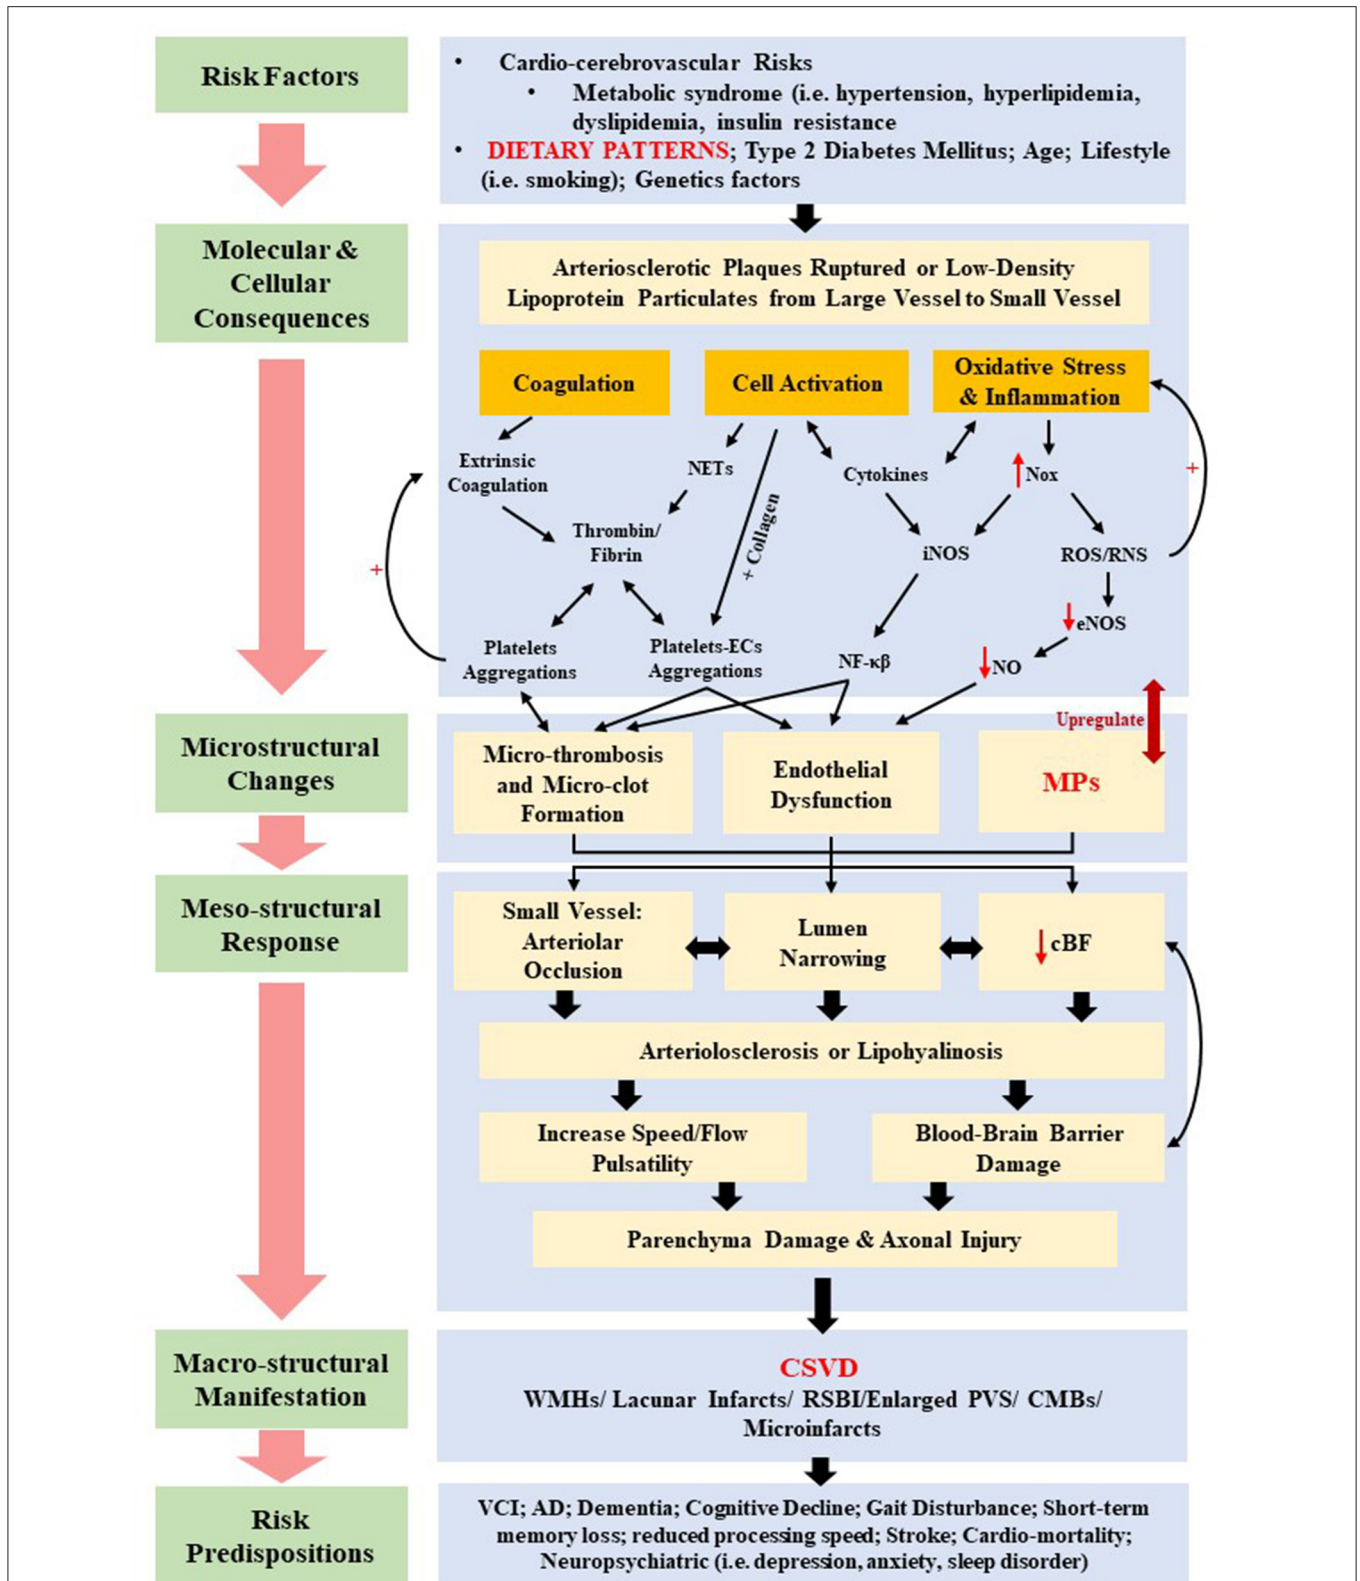 Risk Factors
• Cardio-cerebrovascular Risks
• Metabolic syndrome (i.e. hypertension, hyperlipidemia,
dyslipidemia, insulin resistance
• DIETARY PATTERNS; Type 2 Diabetes Mellitus; Age; Lifestyle
(i.e. smoking); Genetics factors
Molecular &
Cellular
Consequences
Arteriosclerotic Plaques Ruptured or Low-Density
Lipoprotein Particulates from Large Vessel to Small Vessel
Coagulation
Cell Activation
Oxidative Stress
& Inflammation
Extrinsic
Coagulation
NETs
Cytokines
Nox
+
Thrombin/
Fibrin
+ Collagen
iNOS
ROS/RNS
+
eNOS
Platelets
Aggregations
Platelets-ECs
Aggregations
NF-κβ
NO
Microstructural
Changes
Upregulate
Micro-thrombosis
and Micro-clot
Formation
Endothelial
Dysfunction
MPs
Meso-structural
Response
Small Vessel:
Arteriolar
Occlusion
Lumen
Narrowing
cBF
Arteriolosclerosis or Lipohyalinosis
Increase Speed/Flow
Pulsatility
Blood-Brain Barrier
Damage
Parenchyma Damage & Axonal Injury
Macro-structural
Manifestation
CSVD
WMHs/ Lacunar Infarcts/ RSBI/Enlarged PVS/ CMBs/
Microinfarcts
Risk
Predispositions
VCI; AD; Dementia; Cognitive Decline; Gait Disturbance; Short-term
memory loss; reduced processing speed; Stroke; Cardio-mortality;
Neuropsychiatric (i.e. depression, anxiety, sleep disorder)